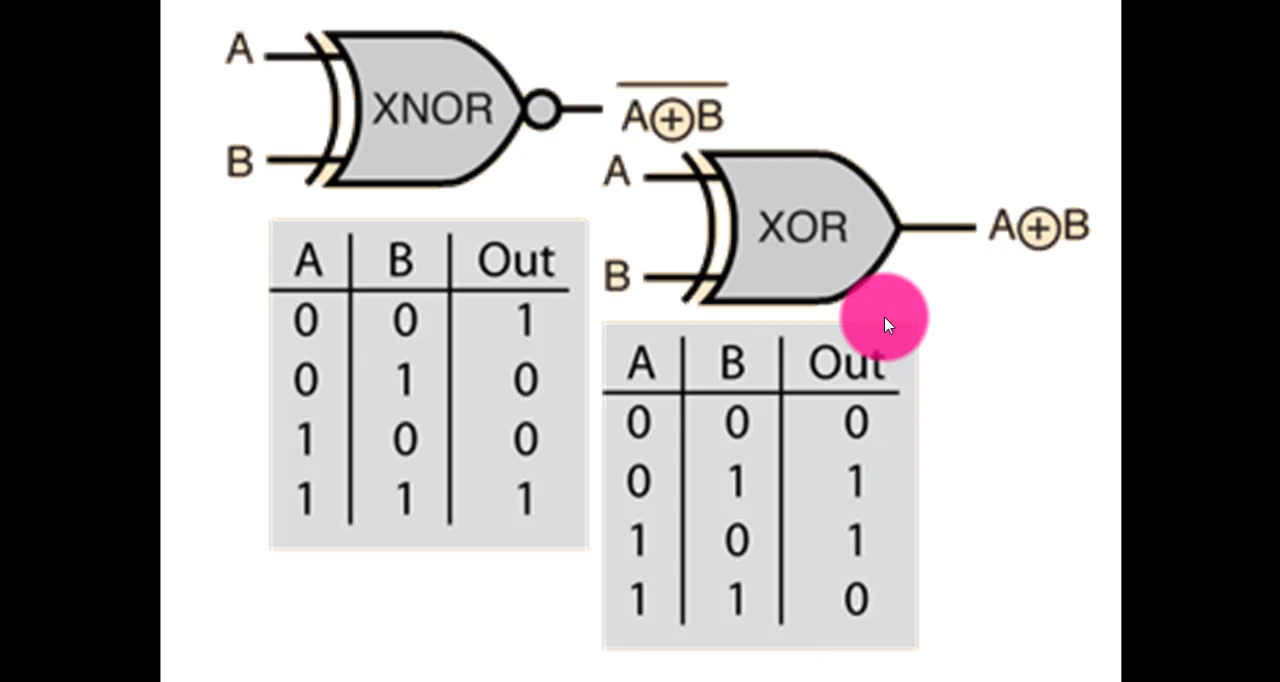 A
XNOR
B
A⊕B
A
XOR
B
A⊕B
A B Out
0 0 1
0 1 0
1 0 0
1 1 1
A B Out
0 0 0
0 1 1
1 0 1
1 1 0